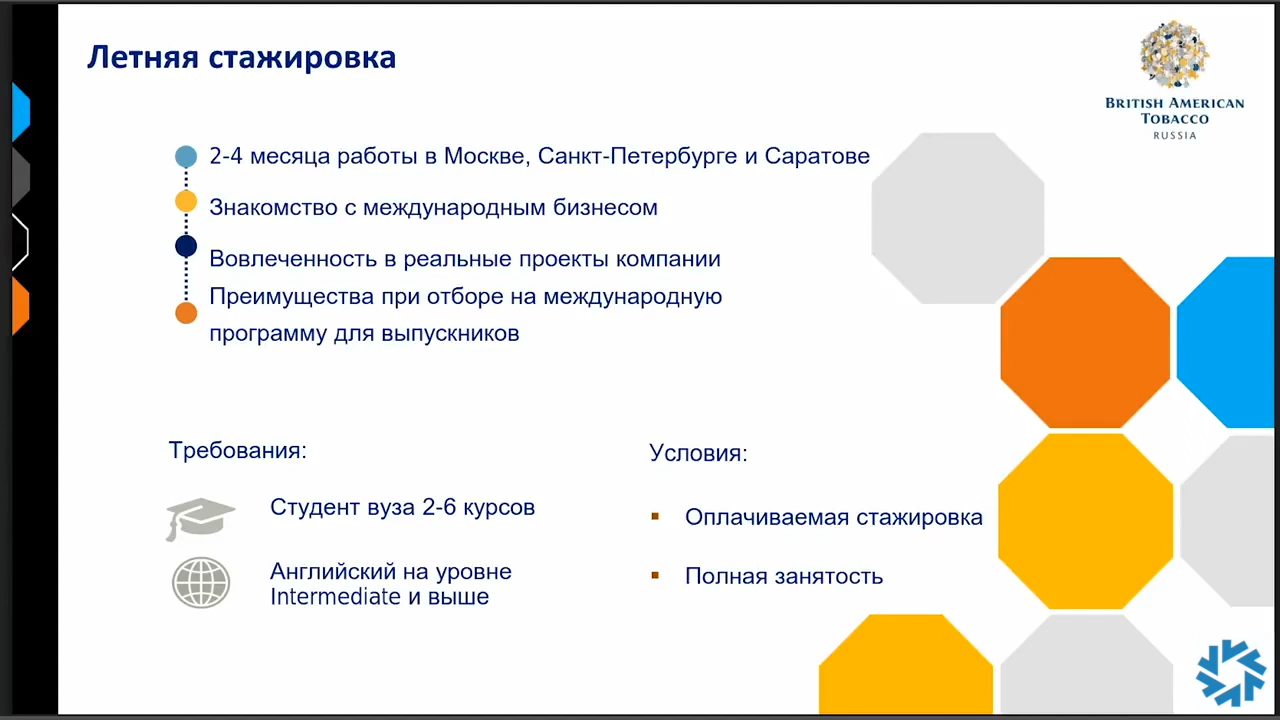 Летняя стажировка
BRITISH AMERICAN
TOBACCO
RUSSIA
2-4 месяца работы в Москве, Санкт-Петербурге и Саратове
Знакомство с международным бизнесом
Вовлеченность в реальные проекты компании
Преимущества при отборе на международную
программу для выпускников
Требования:
Студент вуза 2-6 курсов
Английский на уровне
Intermediate и выше
Условия:
▪ Оплачиваемая стажировка
▪ Полная занятость